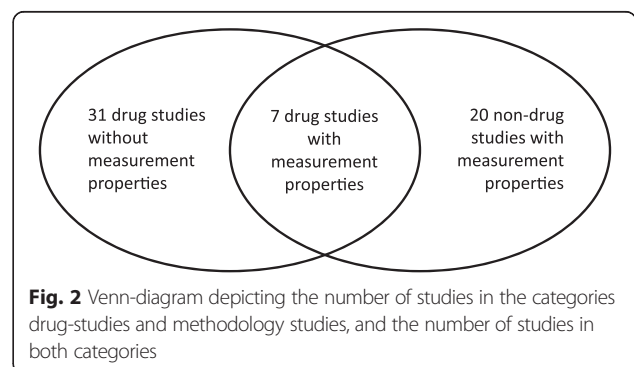 31 drug studies
without
measurement
properties
7 drug studies
with
measurement
properties
20 non-drug
studies with
measurement
properties
Fig. 2 Venn-diagram depicting the number of studies in the categories
drug-studies and methodology studies, and the number of studies in
both categories